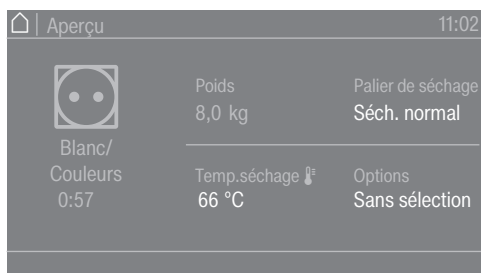 Aperçu 11:02
Poids
8,0 kg
Palier de séchage
Séch. normal
Blanc/
Couleurs
0:57
Temp.séchage
66 °C
Options
Sans sélection